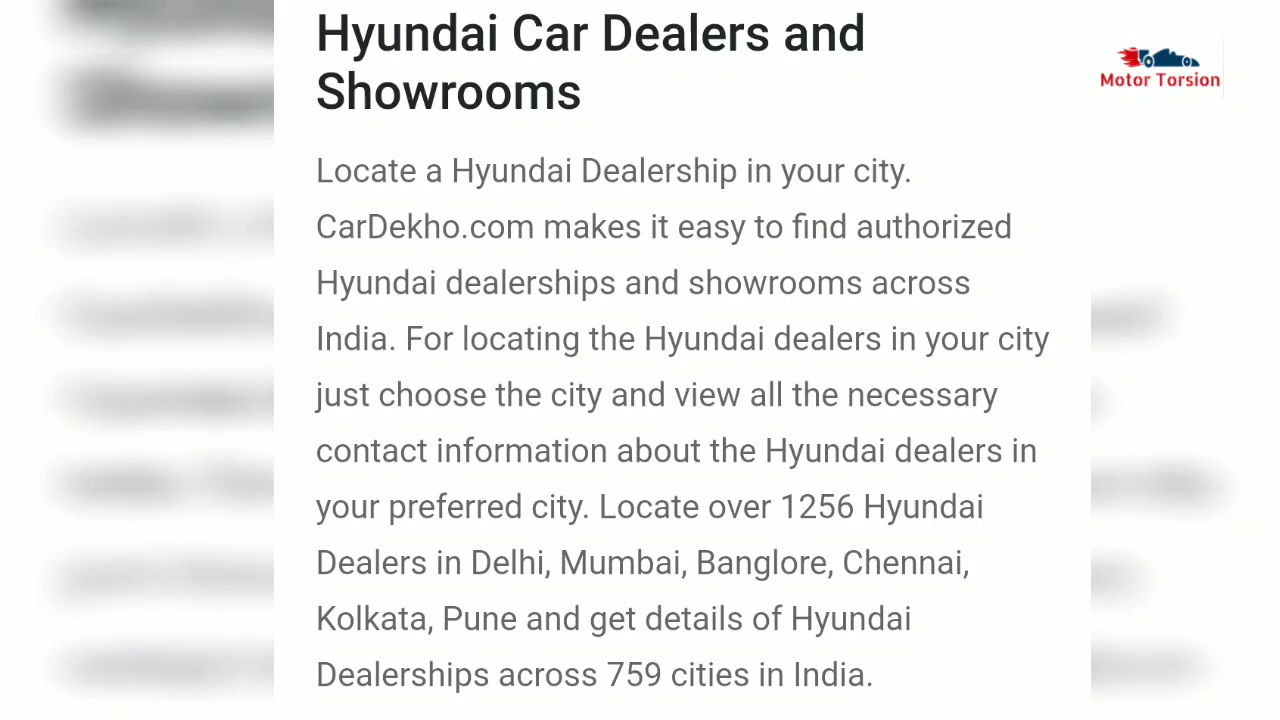 Hyundai Car Dealers and
Showrooms
Motor Torsion
Locate a Hyundai Dealership in your city.
CarDekho.com makes it easy to find authorized
Hyundai dealerships and showrooms across
India. For locating the Hyundai dealers in your city
just choose the city and view all the necessary
contact information about the Hyundai dealers in
your preferred city. Locate over 1256 Hyundai
Dealers in Delhi, Mumbai, Banglore, Chennai,
Kolkata, Pune and get details of Hyundai
Dealerships across 759 cities in India.